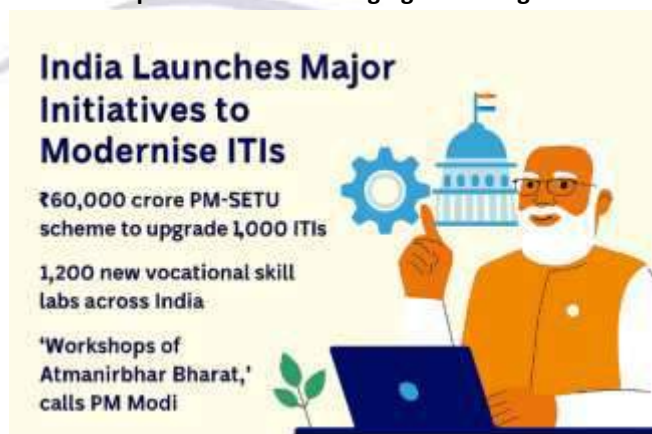 India Launches Major
Initiatives to
Modernise ITIs
₹60,000 crore PM-SETU
scheme to upgrade 1,000 ITIs
1,200 new vocational skill
labs across India
‘Workshops of
Atmanirbhar Bharat,’
calls PM Modi